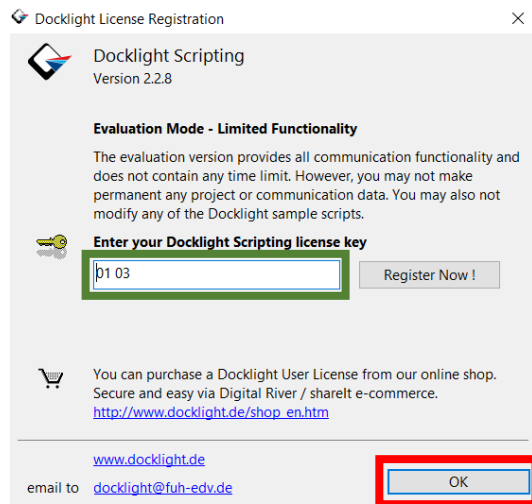 Docklight License Registration
Docklight Scripting
Version 2.2.8
Evaluation Mode - Limited Functionality
The evaluation version provides all communication functionality and
does not contain any time limit. However, you may not make
permanent any project or communication data. You may also not
modify any of the Docklight sample scripts.
Enter your Docklight Scripting license key
01 03
Register Now !
You can purchase a Docklight User License from our online shop.
Secure and easy via Digital River / shareIt e-commerce.
http://www.docklight.de/shop_en.htm
www.docklight.de
email to docklight@fuh-edv.de
OK